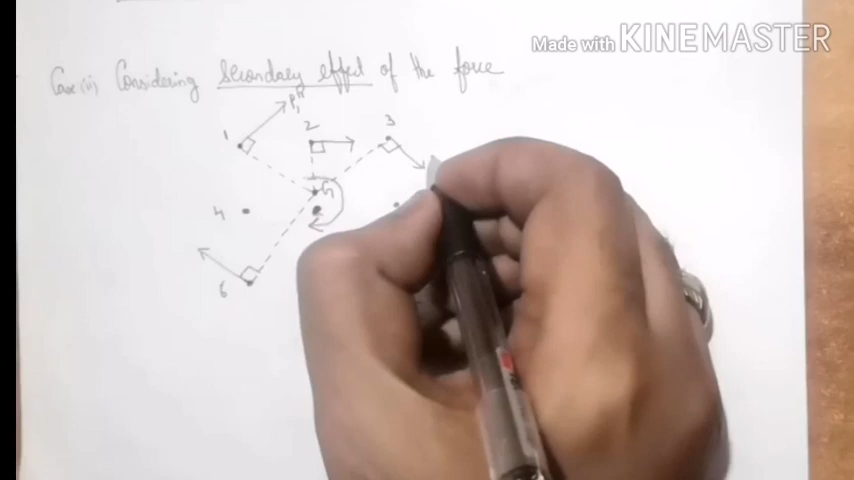 Made with KINEMASTER
Case (ii) Considering Secondary effect of the force
P₁"
1
2
3
G
4
6